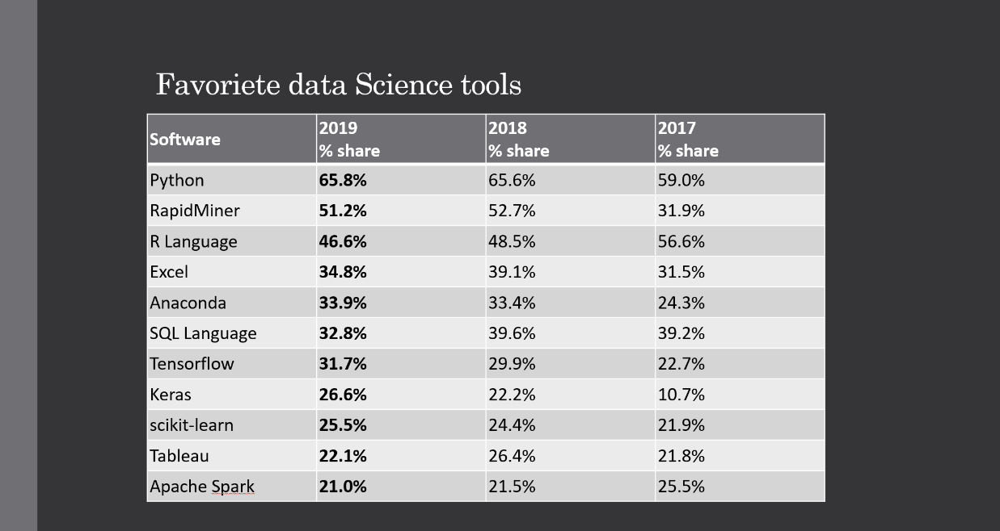 Favoriete data Science tools
Software 2019 % share 2018 % share 2017 % share
Python 65.8% 65.6% 59.0%
RapidMiner 51.2% 52.7% 31.9%
R Language 46.6% 48.5% 56.6%
Excel 34.8% 39.1% 31.5%
Anaconda 33.9% 33.4% 24.3%
SQL Language 32.8% 39.6% 39.2%
Tensorflow 31.7% 29.9% 22.7%
Keras 26.6% 22.2% 10.7%
scikit-learn 25.5% 24.4% 21.9%
Tableau 22.1% 26.4% 21.8%
Apache Spark 21.0% 21.5% 25.5%